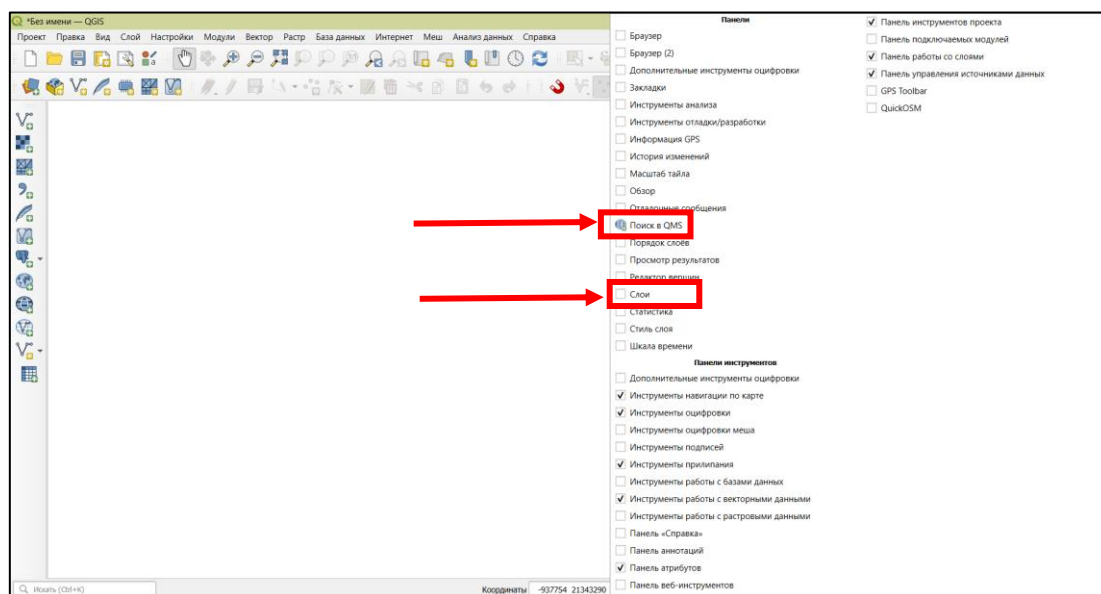 *Без имени — QGIS
Проект Правка Вид Слой Настройки Модули Вектор Растр База данных Интернет Меш Анализ данных Справка
Панели
Браузер
Браузер (2)
Дополнительные инструменты оцифровки
Закладки
Инструменты анализа
Инструменты отладки/разработки
Информация GPS
История изменений
Масштаб тайла
Обзор
Отладочные сообщения
Поиск в QMS
Порядок слоёв
Просмотр результатов
Редактор вершин
Слои
Статистика
Стиль слоя
Шкала времени
Панели инструментов
Дополнительные инструменты оцифровки
Инструменты навигации по карте
Инструменты оцифровки
Инструменты оцифровки меша
Инструменты подписей
Инструменты прилипания
Инструменты работы с базами данных
Инструменты работы с векторными данными
Инструменты работы с растровыми данными
Панель «Справка»
Панель аннотаций
Панель атрибутов
Панель веб-инструментов
Панель инструментов проекта
Панель подключаемых модулей
Панель работы со слоями
Панель управления источниками данных
GPS Toolbar
QuickOSM
Искать (Ctrl+K)
Координаты -937754 21343290